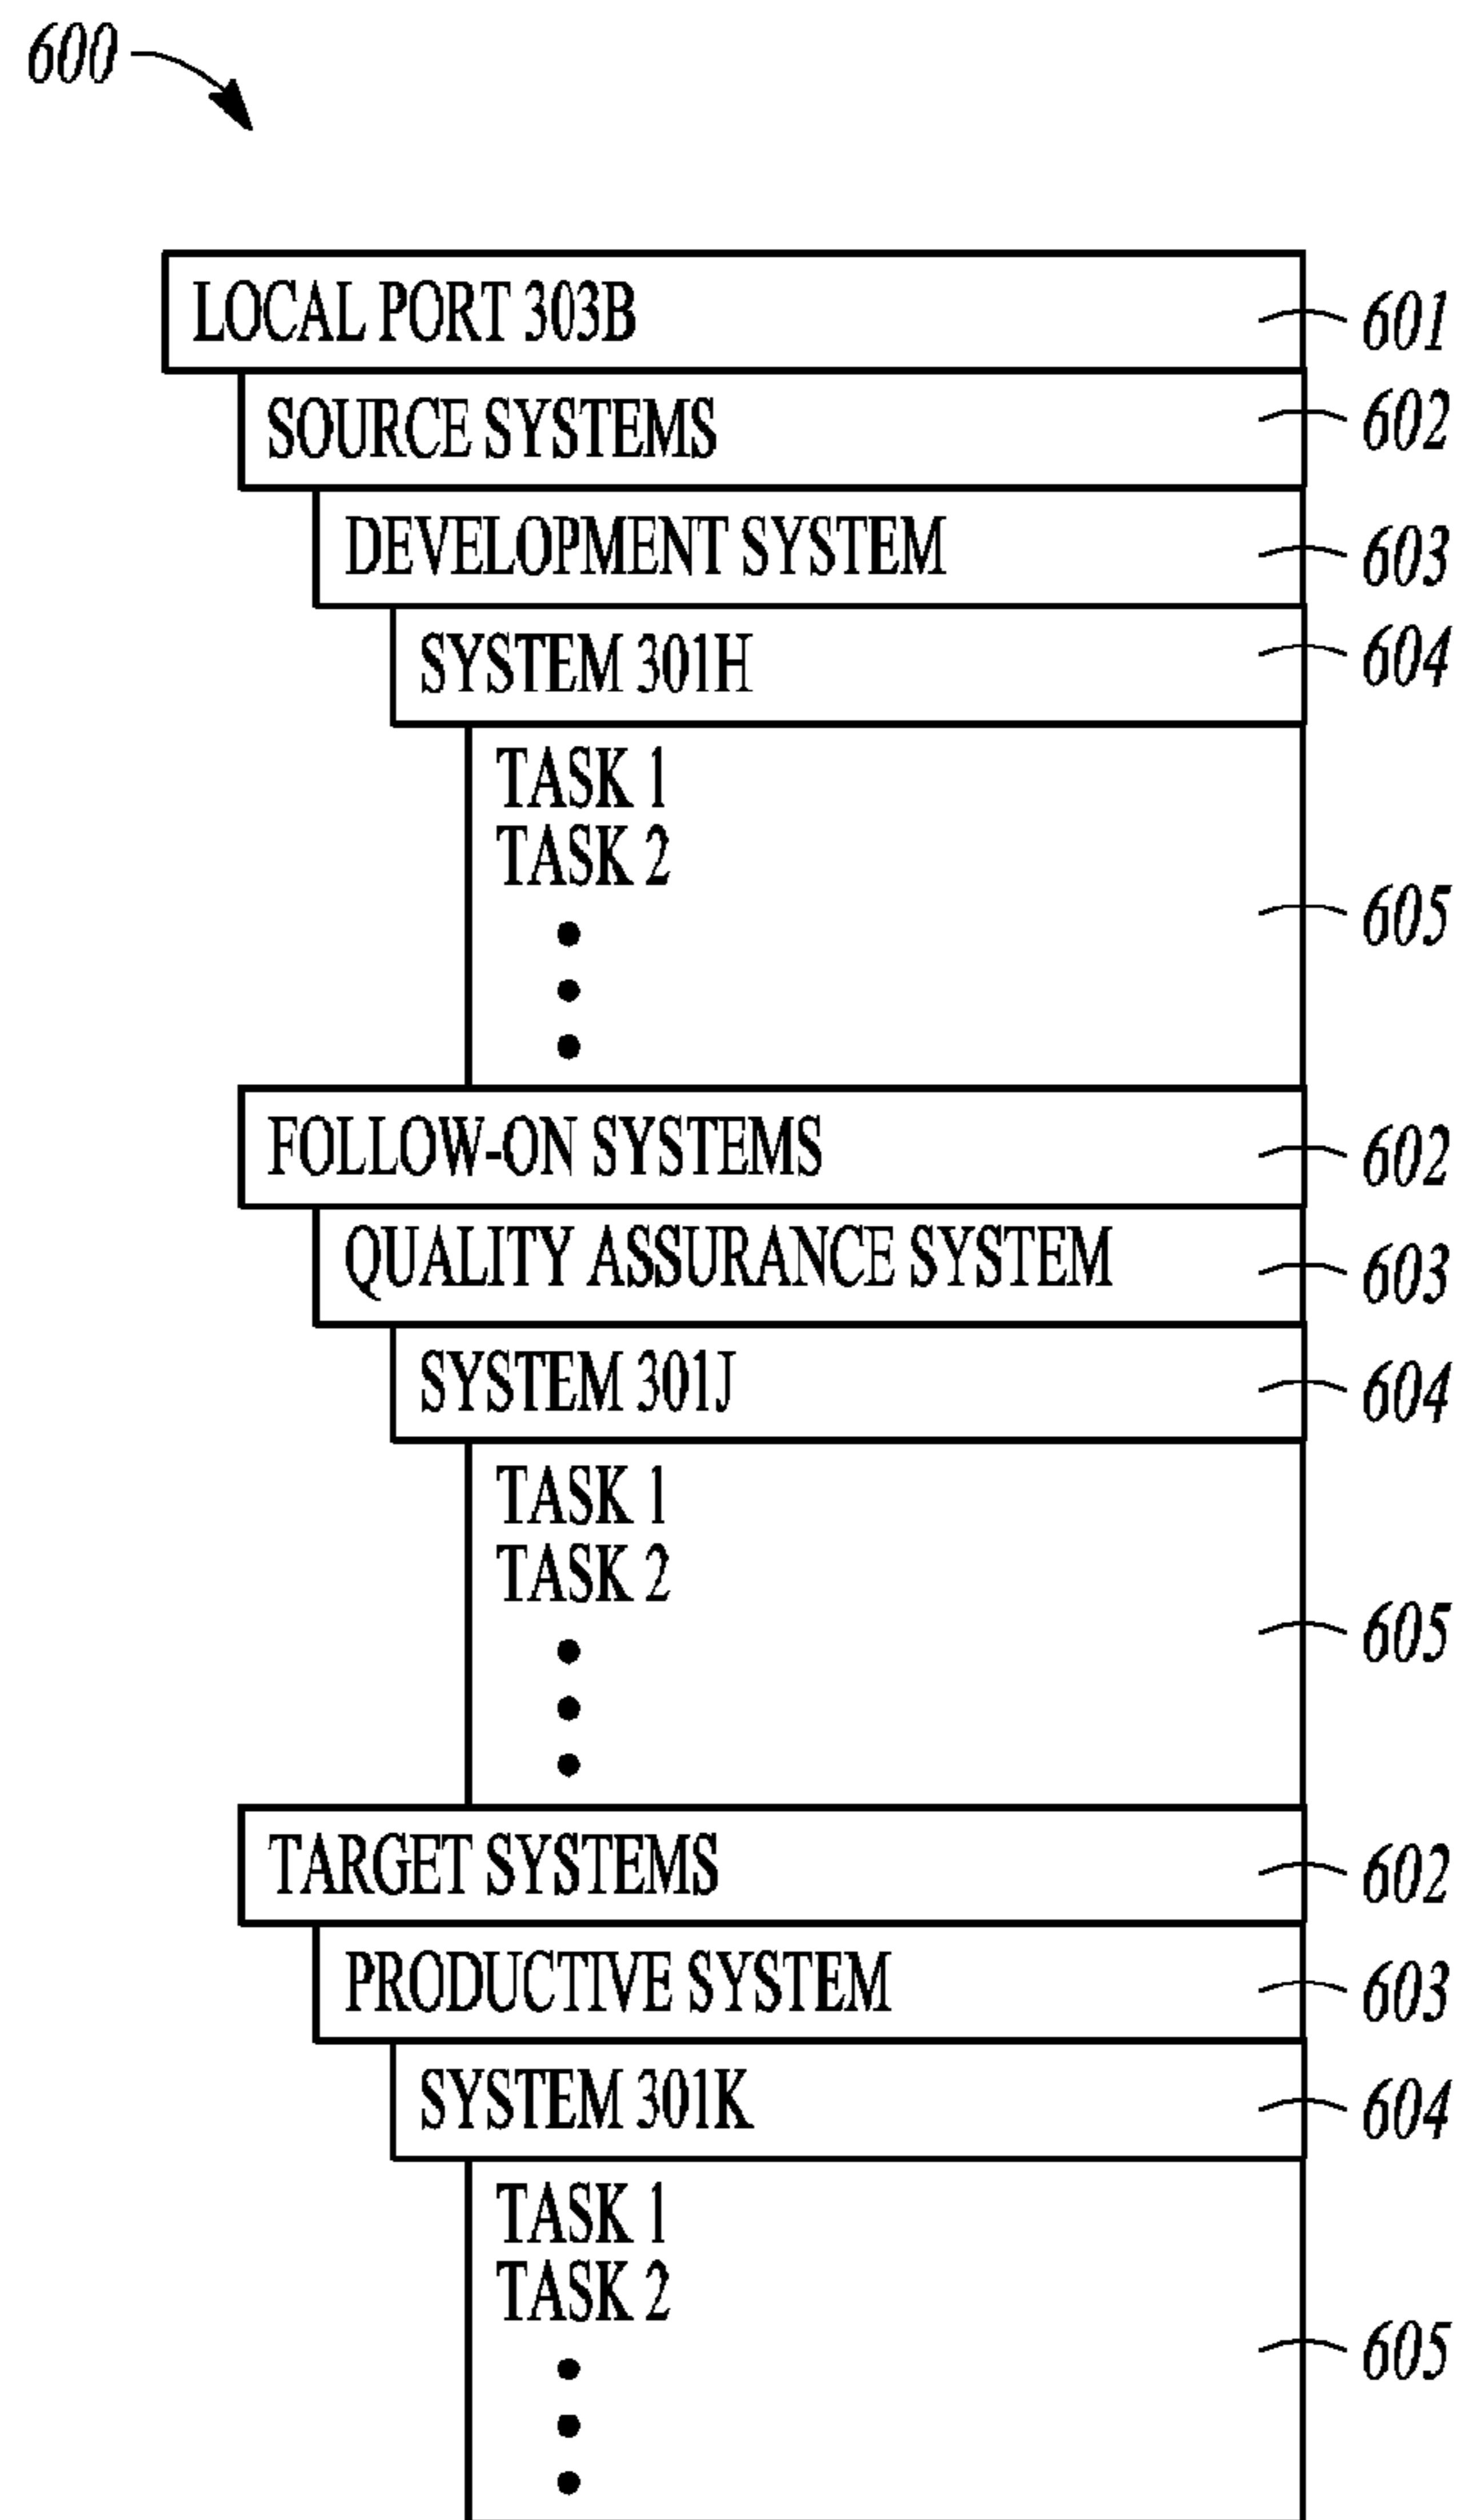 600
LOCAL PORT 303B 601
SOURCE SYSTEMS 602
DEVELOPMENT SYSTEM 603
SYSTEM 301H 604
TASK 1
TASK 2
605
FOLLOW-ON SYSTEMS 602
QUALITY ASSURANCE SYSTEM 603
SYSTEM 301J 604
TASK 1
TASK 2
605
TARGET SYSTEMS 602
PRODUCTIVE SYSTEM 603
SYSTEM 301K 604
TASK 1
TASK 2
605